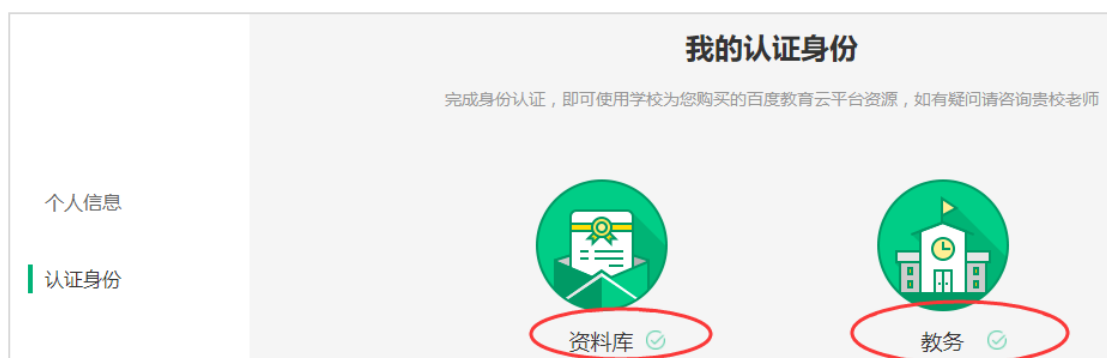 我的认证身份
完成身份认证，即可使用学校为您购买的百度教育云平台资源，如有疑问请咨询贵校老师
个人信息
认证身份
资料库
教务